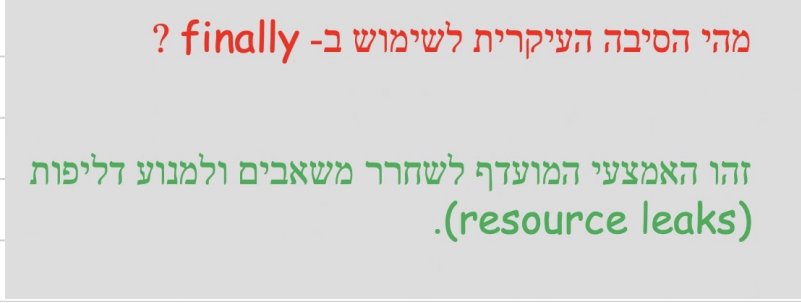 מהי הסיבה העיקרית לשימוש ב- finally ?
זהו האמצעי המועדף לשחרר משאבים ולמנוע דליפות
(resource leaks).